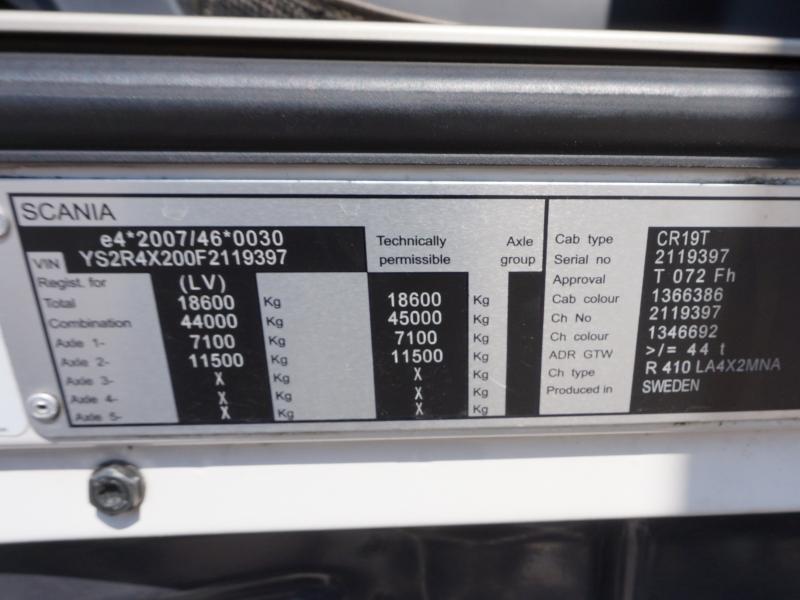 SCANIA
e4*2007/46*0030
VIN YS2R4X200F2119397
Technically permissible
Axle group
Regist. for (LV)
Total 18600 Kg 18600 Kg
Combination 44000 Kg 45000 Kg
Axle 1- 7100 Kg 7100 Kg
Axle 2- 11500 Kg 11500 Kg
Axle 3- X Kg X Kg
Axle 4- X Kg X Kg
Axle 5- X Kg X Kg
Cab type CR19T
Serial no 2119397
Approval T 072 Fh
Cab colour 1366386
Ch No 2119397
Ch colour 1346692
ADR GTW >/= 44 t
Ch type R 410 LA4X2MNA
Produced in SWEDEN